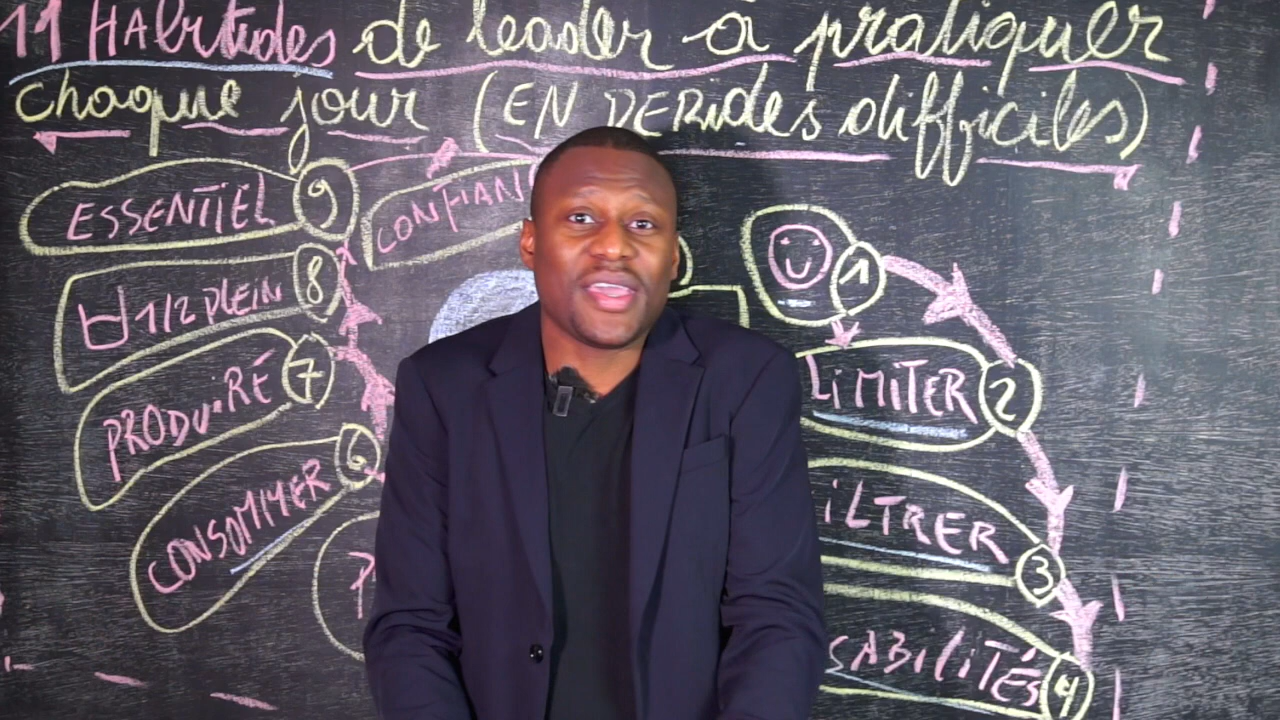 11 HAbitudes de leader à pratiquer
chaque jour (EN PERiodes difficiles)
1
LiMiTER 2
iLTRER 3
SABiLiTÉS 4
CONSOMMER 6
PRODUiRE 7
1/2 PLEiN 8
ESSENTiEL 9
CONFIAN